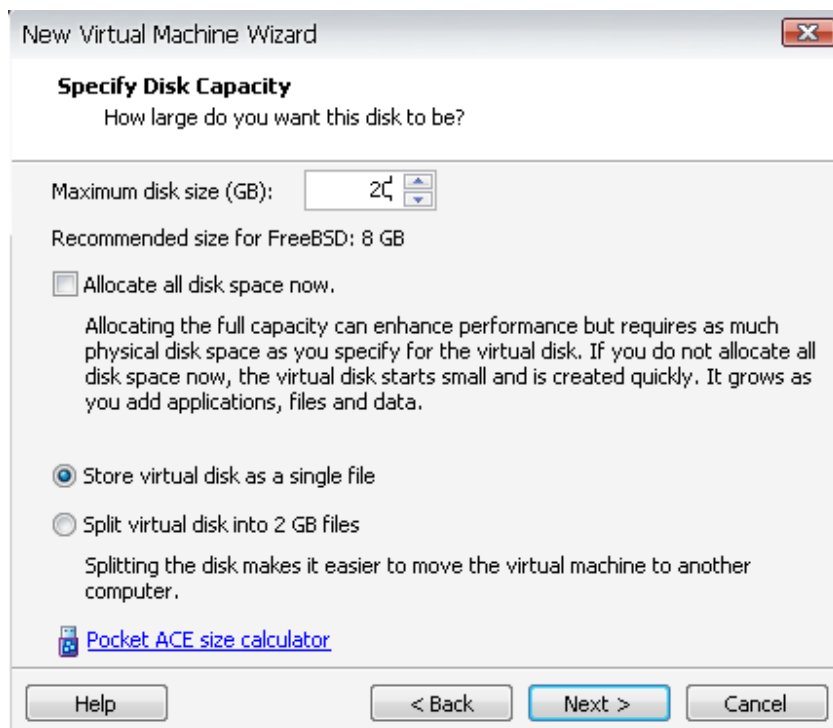 New Virtual Machine Wizard
Specify Disk Capacity
How large do you want this disk to be?
Maximum disk size (GB):
Recommended size for FreeBSD: 8 GB
Allocate all disk space now.
Allocating the full capacity can enhance performance but requires as much
physical disk space as you specify for the virtual disk. If you do not allocate all
disk space now, the virtual disk starts small and is created quickly. It grows as
you add applications, files and data.
Store virtual disk as a single file
Split virtual disk into 2 GB files
Splitting the disk makes it easier to move the virtual machine to another
computer.
Pocket ACE size calculator
Help < Back Next > Cancel